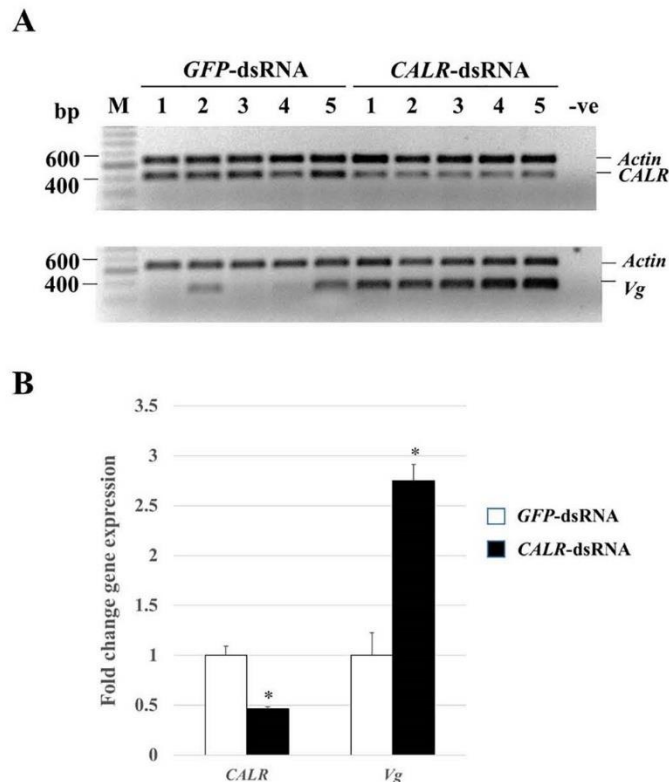 A
GFP-dsRNA CALR-dsRNA
bp M 1 2 3 4 5 1 2 3 4 5 -ve
600 Actin
400 CALR
600 Actin
400 Vg
B
3.5
3
2.5
2
1.5
1
0.5
0
Fold change gene expression
* *
GFP-dsRNA
CALR-dsRNA
CALR Vg